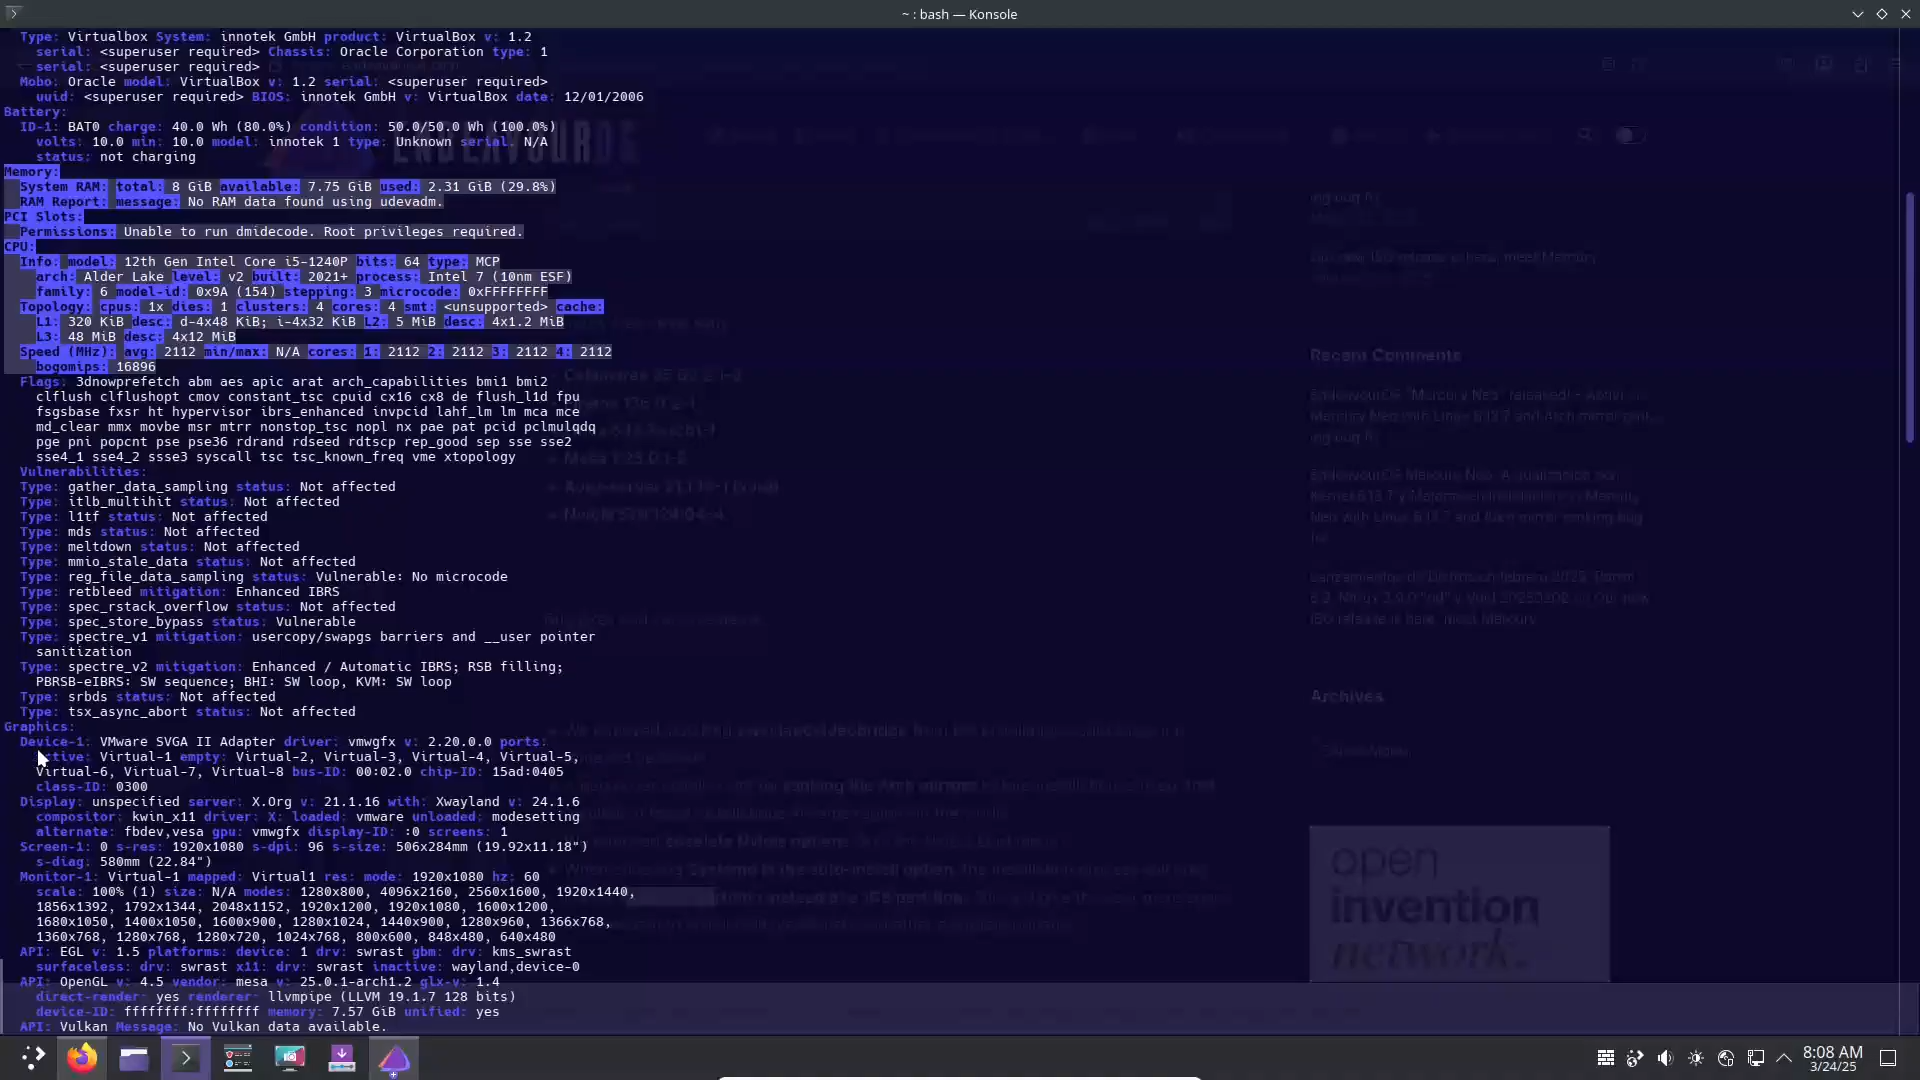 ~ : bash — Konsole
Type: Virtualbox System: innotek GmbH product: VirtualBox v: 1.2
serial: <superuser required> Chassis: Oracle Corporation type: 1
serial: <superuser required>
Mobo: Oracle model: VirtualBox v: 1.2 serial: <superuser required>
uuid: <superuser required> BIOS: innotek GmbH v: VirtualBox date: 12/01/2006
Battery:
ID-1: BAT0 charge: 40.0 Wh (80.0%) condition: 50.0/50.0 Wh (100.0%)
volts: 10.0 min: 10.0 model: innotek 1 type: Unknown serial: N/A
status: not charging
Memory:
System RAM: total: 8 GiB available: 7.75 GiB used: 2.31 GiB (29.8%)
RAM Report: message: No RAM data found using udevadm.
PCI Slots:
Permissions: Unable to run dmidecode. Root privileges required.
CPU:
Info: model: 12th Gen Intel Core i5-1240P bits: 64 type: MCP
arch: Alder Lake level: v2 built: 2021+ process: Intel 7 (10nm ESF)
family: 6 model-id: 0x9A (154) stepping: 3 microcode: 0xFFFFFFFF
Topology: cpus: 1x dies: 1 clusters: 4 cores: 4 smt: <unsupported> cache:
L1: 320 KiB desc: d-4x48 KiB; i-4x32 KiB L2: 5 MiB desc: 4x1.2 MiB
L3: 48 MiB desc: 4x12 MiB
Speed (MHz): avg: 2112 min/max: N/A cores: 1: 2112 2: 2112 3: 2112 4: 2112
bogomips: 16896
Flags: 3dnowprefetch abm aes apic arat arch_capabilities bmi1 bmi2
clflush clflushopt cmov constant_tsc cpuid cx16 cx8 de flush_l1d fpu
fsgsbase fxsr ht hypervisor ibrs_enhanced invpcid lahf_lm lm mca mce
md_clear mmx movbe msr mtrr nonstop_tsc nopl nx pae pat pcid pclmulqdq
pge pni popcnt pse pse36 rdrand rdseed rdtscp rep_good sep sse sse2
sse4_1 sse4_2 ssse3 syscall tsc tsc_known_freq vme xtopology
Vulnerabilities:
Type: gather_data_sampling status: Not affected
Type: itlb_multihit status: Not affected
Type: l1tf status: Not affected
Type: mds status: Not affected
Type: meltdown status: Not affected
Type: mmio_stale_data status: Not affected
Type: reg_file_data_sampling status: Vulnerable: No microcode
Type: retbleed mitigation: Enhanced IBRS
Type: spec_rstack_overflow status: Not affected
Type: spec_store_bypass status: Vulnerable
Type: spectre_v1 mitigation: usercopy/swapgs barriers and __user pointer
sanitization
Type: spectre_v2 mitigation: Enhanced / Automatic IBRS; RSB filling;
PBRSB-eIBRS: SW sequence; BHI: SW loop, KVM: SW loop
Type: srbds status: Not affected
Type: tsx_async_abort status: Not affected
Graphics:
Device-1: VMware SVGA II Adapter driver: vmwgfx v: 2.20.0.0 ports:
active: Virtual-1 empty: Virtual-2, Virtual-3, Virtual-4, Virtual-5,
Virtual-6, Virtual-7, Virtual-8 bus-ID: 00:02.0 chip-ID: 15ad:0405
class-ID: 0300
Display: unspecified server: X.Org v: 21.1.16 with: Xwayland v: 24.1.6
compositor: kwin_x11 driver: X: loaded: vmware unloaded: modesetting
alternate: fbdev,vesa gpu: vmwgfx display-ID: :0 screens: 1
Screen-1: 0 s-res: 1920x1080 s-dpi: 96 s-size: 506x284mm (19.92x11.18")
s-diag: 580mm (22.84")
Monitor-1: Virtual-1 mapped: Virtual1 res: mode: 1920x1080 hz: 60
scale: 100% (1) size: N/A modes: 1280x800, 4096x2160, 2560x1600, 1920x1440,
1856x1392, 1792x1344, 2048x1152, 1920x1200, 1920x1080, 1600x1200,
1680x1050, 1400x1050, 1600x900, 1280x1024, 1440x900, 1280x960, 1366x768,
1360x768, 1280x768, 1280x720, 1024x768, 800x600, 848x480, 640x480
API: EGL v: 1.5 platforms: device: 1 drv: swrast gbm: drv: kms_swrast
surfaceless: drv: swrast x11: drv: swrast inactive: wayland,device-0
API: OpenGL v: 4.5 vendor: mesa v: 25.0.1-arch1.2 glx-v: 1.4
direct-render: yes renderer: llvmpipe (LLVM 19.1.7 128 bits)
device-ID: ffffffff:ffffffff memory: 7.57 GiB unified: yes
API: Vulkan Message: No Vulkan data available.
ENDEAVOUROS
Recent Comments
Archives
open
invention
network.
8:08 AM
3/24/25